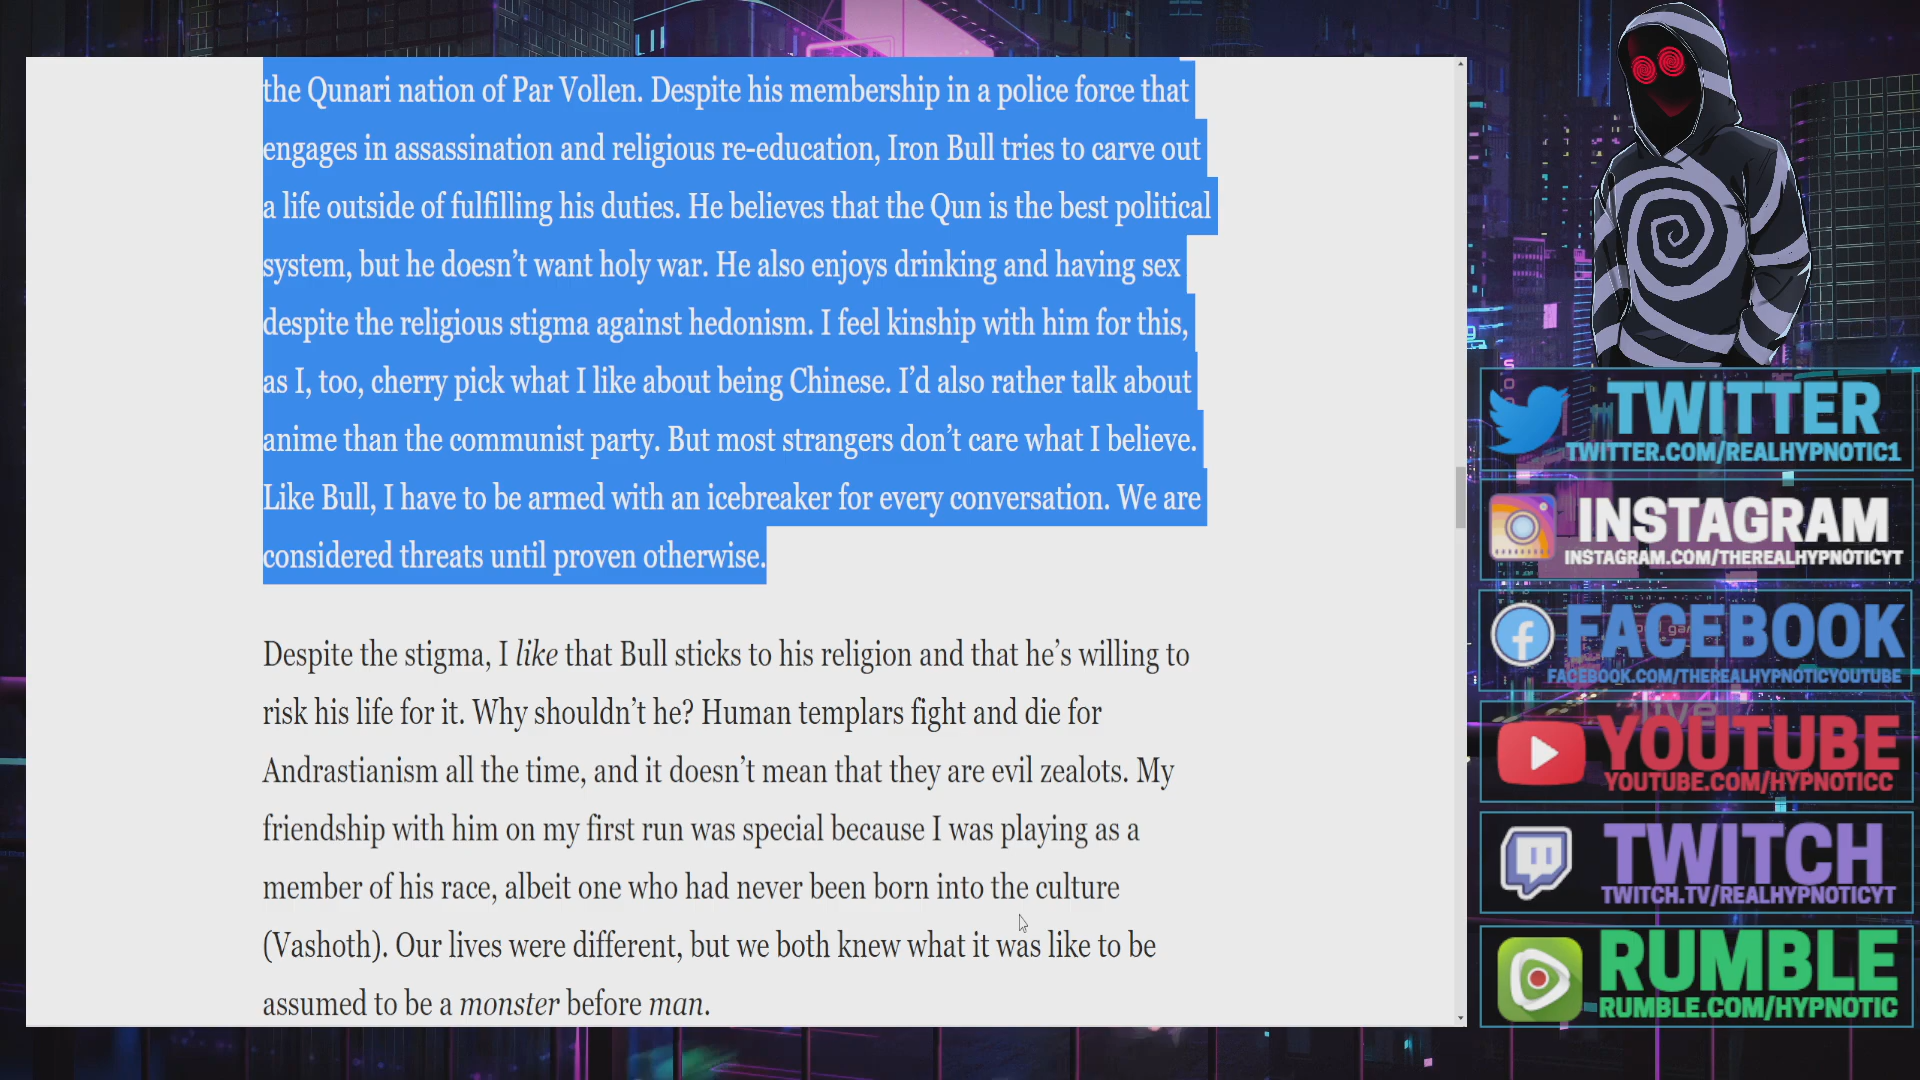 the Qunari nation of Par Vollen. Despite his membership in a police force that
engages in assassination and religious re-education, Iron Bull tries to carve out
a life outside of fulfilling his duties. He believes that the Qun is the best political
system, but he doesn’t want holy war. He also enjoys drinking and having sex
despite the religious stigma against hedonism. I feel kinship with him for this,
as I, too, cherry pick what I like about being Chinese. I’d also rather talk about
anime than the communist party. But most strangers don’t care what I believe.
Like Bull, I have to be armed with an icebreaker for every conversation. We are
considered threats until proven otherwise.
Despite the stigma, I like that Bull sticks to his religion and that he’s willing to
risk his life for it. Why shouldn’t he? Human templars fight and die for
Andrastianism all the time, and it doesn’t mean that they are evil zealots. My
friendship with him on my first run was special because I was playing as a
member of his race, albeit one who had never been born into the culture
(Vashoth). Our lives were different, but we both knew what it was like to be
assumed to be a monster before man.
TWITTER
TWITTER.COM/REALHYPNOTIC1
INSTAGRAM
INSTAGRAM.COM/THEREALHYPNOTICYT
FACEBOOK
FACEBOOK.COM/THEREALHYPNOTICYOUTUBE
YOUTUBE
YOUTUBE.COM/HYPNOTICC
TWITCH
TWITCH.TV/REALHYPNOTICYT
RUMBLE
RUMBLE.COM/HYPNOTIC